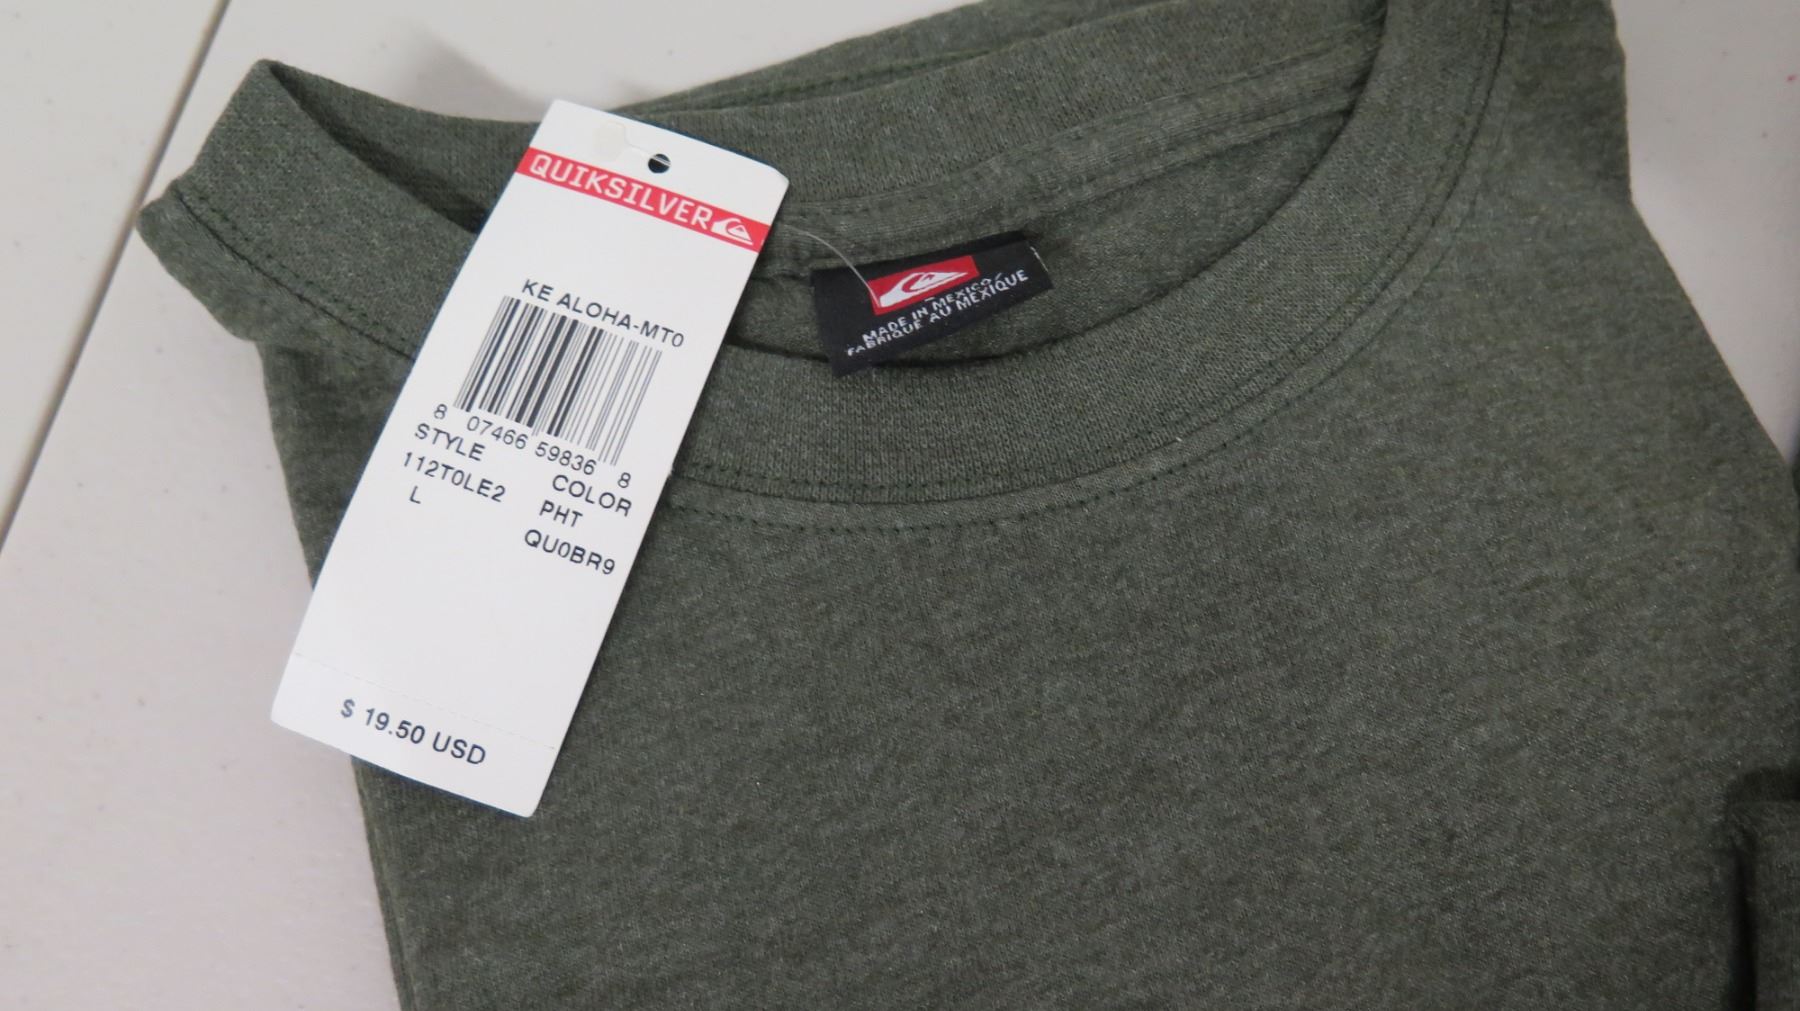 QUIKSILVER
KE ALOHA-MT0
8 07466 59836 8
STYLE COLOR
112T0LE2 PHT
L QU0BR9
$ 19.50 USD
MADE IN MEXICO
FABRIQUE AU MEXIQUE